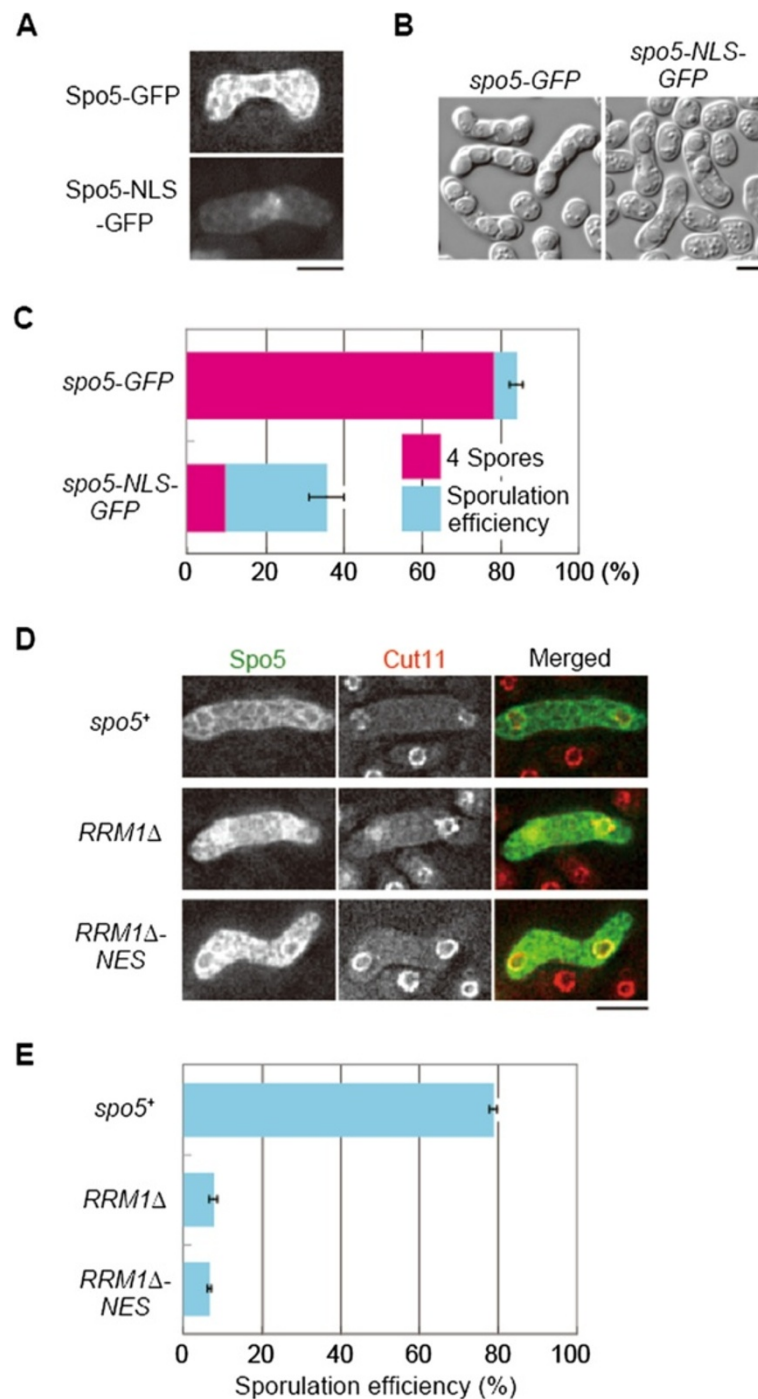 A
Spo5-GFP
Spo5-NLS
-GFP
B
spo5-GFP
spo5-NLS-
GFP
C
spo5-GFP
spo5-NLS-
GFP
4 Spores
Sporulation
efficiency
0 20 40 60 80 100 (%)
D
Spo5 Cut11 Merged
spo5⁺
RRM1Δ
RRM1Δ-
NES
E
spo5⁺
RRM1Δ
RRM1Δ-
NES
0 20 40 60 80 100
Sporulation efficiency (%)